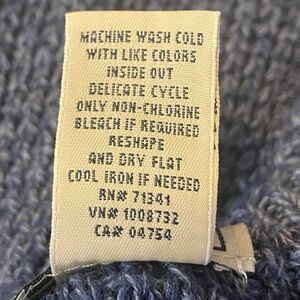 MACHINE WASH COLD
WITH LIKE COLORS
INSIDE OUT
DELICATE CYCLE
ONLY NON-CHLORINE
BLEACH IF REQUIRED
RESHAPE
AND DRY FLAT
COOL IRON IF NEEDED
RN# 71341
VN# 1008732
CA# 04754